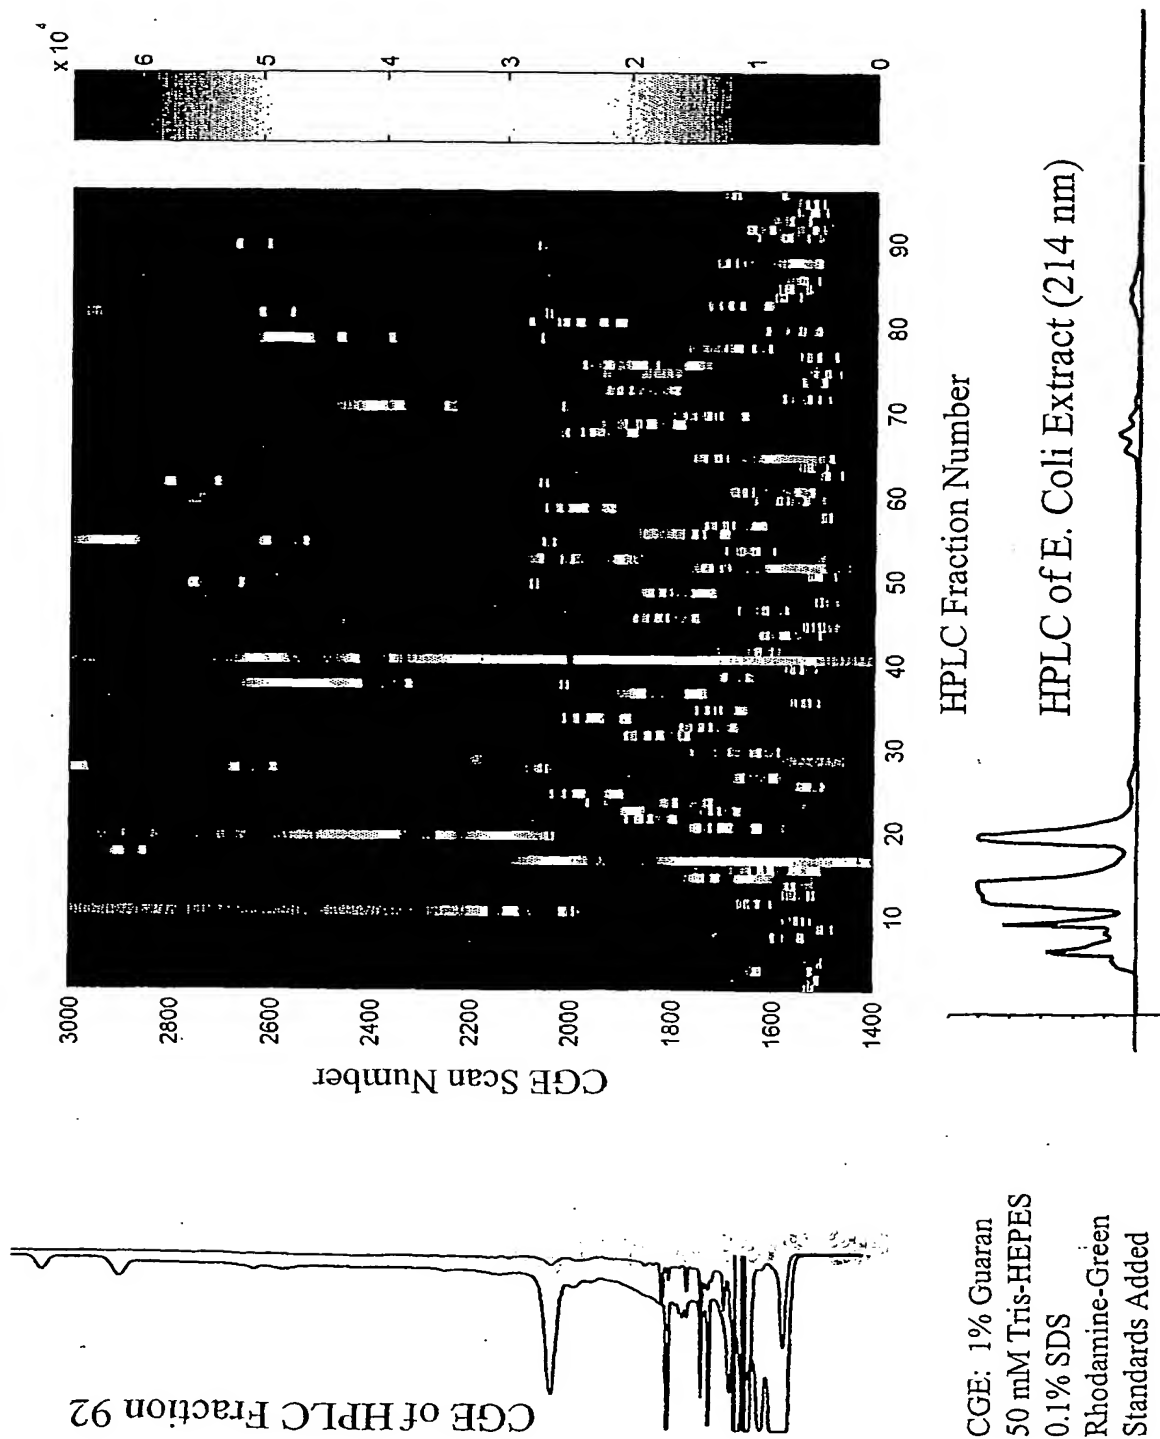 x 10⁴
6
5
4
3
2
1
0
3000
2800
2600
2400
2200
2000
1800
1600
1400
CGE Scan Number
10
20
30
40
50
60
70
80
90
HPLC Fraction Number
HPLC of E. Coli Extract (214 nm)
CGE of HPLC Fraction 92
CGE: 1% Guaran
50 mM Tris-HEPES
0.1% SDS
Rhodamine-Green
Standards Added